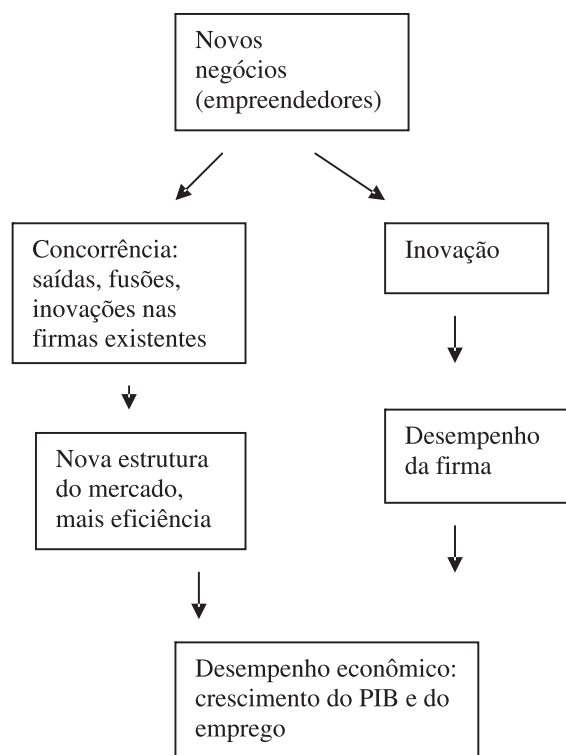 Novos
negócios
(empreendedores)
Concorrência:
saídas, fusões,
inovações nas
firmas existentes
Inovação
Nova estrutura
do mercado,
mais eficiência
Desempenho
da firma
Desempenho econômico:
crescimento do PIB e do
emprego